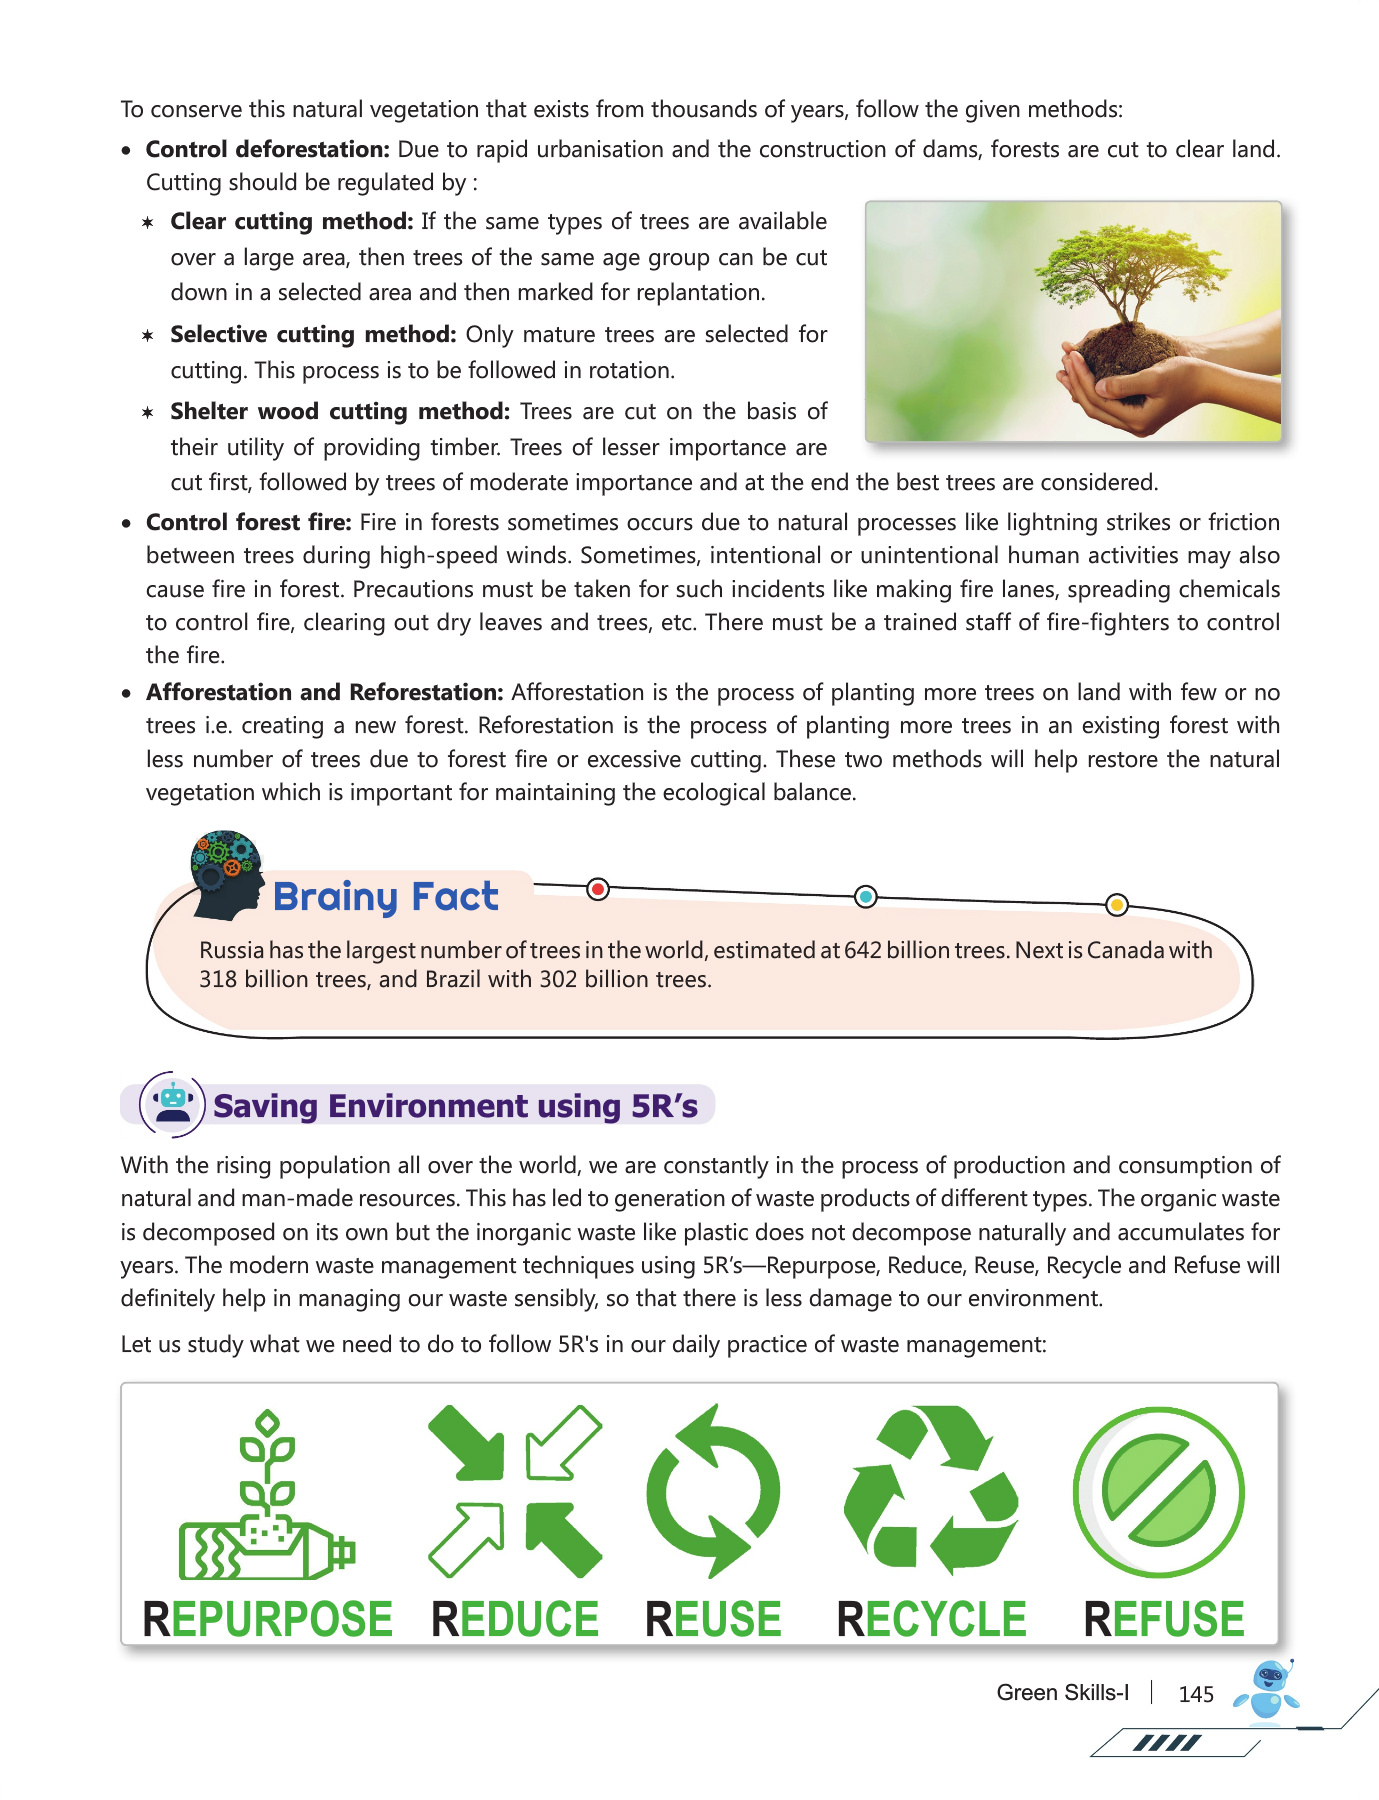 To conserve this natural vegetation that exists from thousands of years, follow the given methods:
• Control deforestation: Due to rapid urbanisation and the construction of dams, forests are cut to clear land.
Cutting should be regulated by :
✶ Clear cutting method: If the same types of trees are available
over a large area, then trees of the same age group can be cut
down in a selected area and then marked for replantation.
✶ Selective cutting method: Only mature trees are selected for
cutting. This process is to be followed in rotation.
✶ Shelter wood cutting method: Trees are cut on the basis of
their utility of providing timber. Trees of lesser importance are
cut first, followed by trees of moderate importance and at the end the best trees are considered.
• Control forest fire: Fire in forests sometimes occurs due to natural processes like lightning strikes or friction
between trees during high-speed winds. Sometimes, intentional or unintentional human activities may also
cause fire in forest. Precautions must be taken for such incidents like making fire lanes, spreading chemicals
to control fire, clearing out dry leaves and trees, etc. There must be a trained staff of fire-fighters to control
the fire.
• Afforestation and Reforestation: Afforestation is the process of planting more trees on land with few or no
trees i.e. creating a new forest. Reforestation is the process of planting more trees in an existing forest with
less number of trees due to forest fire or excessive cutting. These two methods will help restore the natural
vegetation which is important for maintaining the ecological balance.
Brainy Fact
Russia has the largest number of trees in the world, estimated at 642 billion trees. Next is Canada with
318 billion trees, and Brazil with 302 billion trees.
Saving Environment using 5R’s
With the rising population all over the world, we are constantly in the process of production and consumption of
natural and man-made resources. This has led to generation of waste products of different types. The organic waste
is decomposed on its own but the inorganic waste like plastic does not decompose naturally and accumulates for
years. The modern waste management techniques using 5R’s—Repurpose, Reduce, Reuse, Recycle and Refuse will
definitely help in managing our waste sensibly, so that there is less damage to our environment.
Let us study what we need to do to follow 5R's in our daily practice of waste management:
REPURPOSE REDUCE REUSE RECYCLE REFUSE
Green Skills-I 145